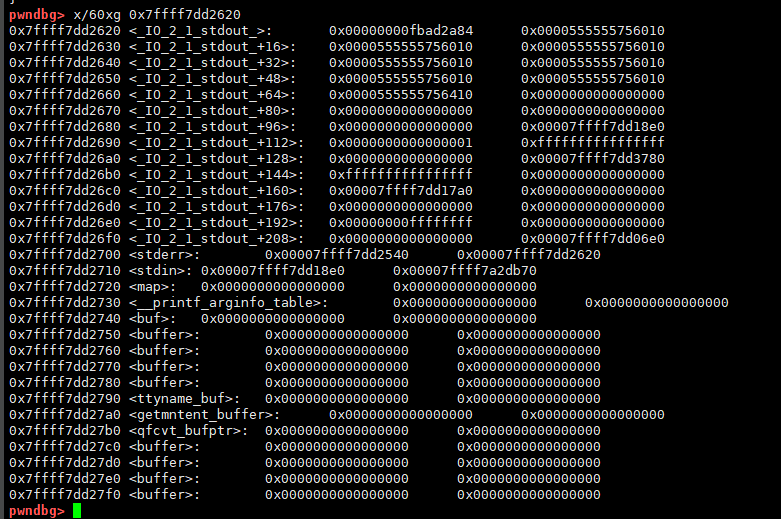 pwndbg> x/60xg 0x7ffff7dd2620
0x7ffff7dd2620 <_IO_2_1_stdout_>: 0x00000000fbad2a84 0x0000555555756010
0x7ffff7dd2630 <_IO_2_1_stdout_+16>: 0x0000555555756010 0x0000555555756010
0x7ffff7dd2640 <_IO_2_1_stdout_+32>: 0x0000555555756010 0x0000555555756010
0x7ffff7dd2650 <_IO_2_1_stdout_+48>: 0x0000555555756010 0x0000555555756010
0x7ffff7dd2660 <_IO_2_1_stdout_+64>: 0x0000555555756410 0x0000000000000000
0x7ffff7dd2670 <_IO_2_1_stdout_+80>: 0x0000000000000000 0x0000000000000000
0x7ffff7dd2680 <_IO_2_1_stdout_+96>: 0x0000000000000000 0x00007ffff7dd18e0
0x7ffff7dd2690 <_IO_2_1_stdout_+112>: 0x0000000000000001 0xffffffffffffffff
0x7ffff7dd26a0 <_IO_2_1_stdout_+128>: 0x0000000000000000 0x00007ffff7dd3780
0x7ffff7dd26b0 <_IO_2_1_stdout_+144>: 0xffffffffffffffff 0x0000000000000000
0x7ffff7dd26c0 <_IO_2_1_stdout_+160>: 0x00007ffff7dd17a0 0x0000000000000000
0x7ffff7dd26d0 <_IO_2_1_stdout_+176>: 0x0000000000000000 0x0000000000000000
0x7ffff7dd26e0 <_IO_2_1_stdout_+192>: 0x00000000ffffffff 0x0000000000000000
0x7ffff7dd26f0 <_IO_2_1_stdout_+208>: 0x0000000000000000 0x00007ffff7dd06e0
0x7ffff7dd2700 <stderr>: 0x00007ffff7dd2540 0x00007ffff7dd2620
0x7ffff7dd2710 <stdin>: 0x00007ffff7dd18e0 0x00007ffff7a2db70
0x7ffff7dd2720 <map>: 0x0000000000000000 0x0000000000000000
0x7ffff7dd2730 <__printf_arginfo_table>: 0x0000000000000000 0x0000000000000000
0x7ffff7dd2740 <buf>: 0x0000000000000000 0x0000000000000000
0x7ffff7dd2750 <buffer>: 0x0000000000000000 0x0000000000000000
0x7ffff7dd2760 <buffer>: 0x0000000000000000 0x0000000000000000
0x7ffff7dd2770 <buffer>: 0x0000000000000000 0x0000000000000000
0x7ffff7dd2780 <buffer>: 0x0000000000000000 0x0000000000000000
0x7ffff7dd2790 <ttyname_buf>: 0x0000000000000000 0x0000000000000000
0x7ffff7dd27a0 <getmntent_buffer>: 0x0000000000000000 0x0000000000000000
0x7ffff7dd27b0 <qfcvt_bufptr>: 0x0000000000000000 0x0000000000000000
0x7ffff7dd27c0 <buffer>: 0x0000000000000000 0x0000000000000000
0x7ffff7dd27d0 <buffer>: 0x0000000000000000 0x0000000000000000
0x7ffff7dd27e0 <buffer>: 0x0000000000000000 0x0000000000000000
0x7ffff7dd27f0 <buffer>: 0x0000000000000000 0x0000000000000000
pwndbg>